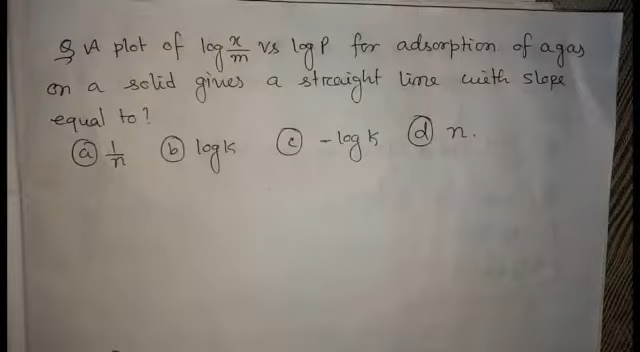 Q A plot of log x/m vs log P for adsorption of a gas
on a solid gives a straight line with slope
equal to?
(a) 1/n (b) log k (c) - log k (d) n.